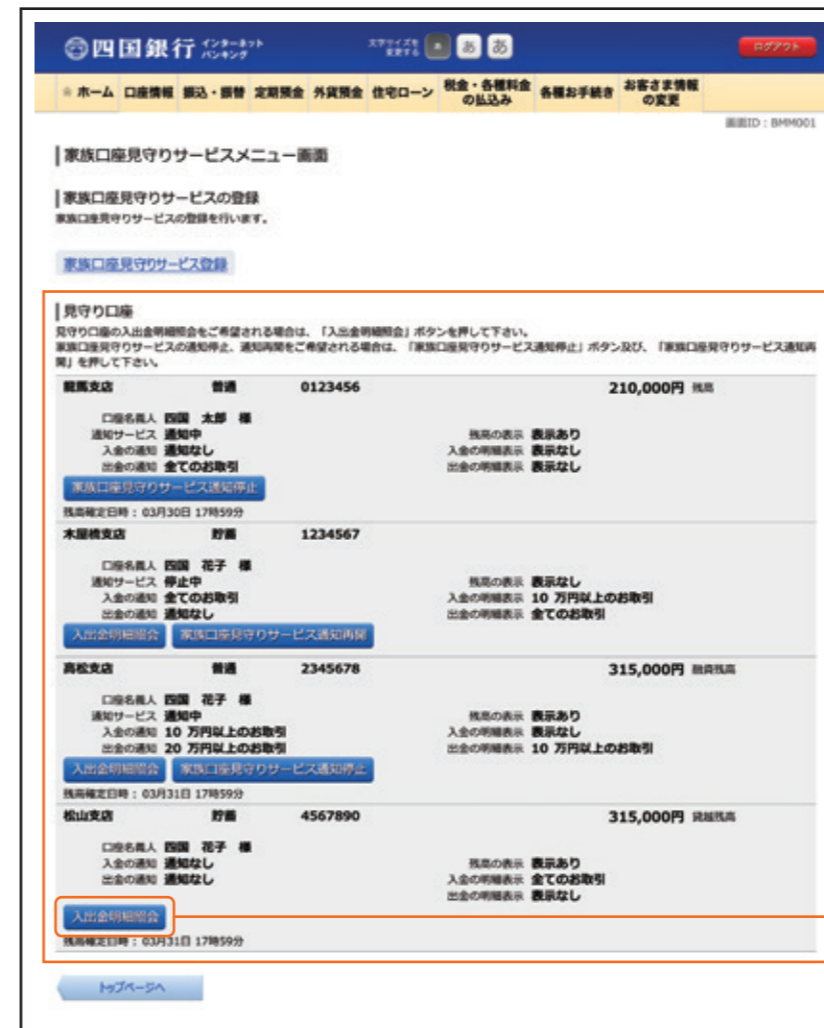 四国銀行 インターネットバンキング
文字サイズを変更する あ あ あ
ログアウト
ホーム 口座情報 振込・振替 定期預金 外貨預金 住宅ローン 税金・各種料金の払込み 各種お手続き お客さま情報の変更
画面ID:BMM001
家族口座見守りサービスメニュー画面
家族口座見守りサービスの登録
家族口座見守りサービスの登録を行います。
家族口座見守りサービス登録
見守り口座
見守り口座の入出金明細照会をご希望される場合は、「入出金明細照会」ボタンを押して下さい。
家族口座見守りサービスの通知停止、通知再開をご希望される場合は、「家族口座見守りサービス通知停止」ボタン及び、「家族口座見守りサービス通知再
開」を押して下さい。
龍馬支店 普通 0123456 210,000円 残高
口座名義人 四国 太郎 様
通知サービス 通知中 残高の表示 表示あり
入金の通知 通知なし 入金の明細表示 表示なし
出金の通知 全てのお取引 出金の明細表示 表示なし
家族口座見守りサービス通知停止
残高確定日時:03月30日 17時59分
木屋橋支店 貯蓄 1234567
口座名義人 四国 花子 様
通知サービス 停止中 残高の表示 表示なし
入金の通知 全てのお取引 入金の明細表示 10 万円以上のお取引
出金の通知 通知なし 出金の明細表示 全てのお取引
入出金明細照会 家族口座見守りサービス通知再開
高松支店 普通 2345678 315,000円 融資残高
口座名義人 四国 花子 様
通知サービス 通知中 残高の表示 表示あり
入金の通知 10 万円以上のお取引 入金の明細表示 表示なし
出金の通知 20 万円以上のお取引 出金の明細表示 10 万円以上のお取引
入出金明細照会 家族口座見守りサービス通知停止
残高確定日時:03月31日 17時59分
松山支店 貯蓄 4567890 315,000円 貸越残高
口座名義人 四国 花子 様
入金の通知 通知なし 残高の表示 表示あり
出金の通知 通知なし 入金の明細表示 全てのお取引
出金の明細表示 表示なし
入出金明細照会
残高確定日時:03月31日 17時59分
トップページへ